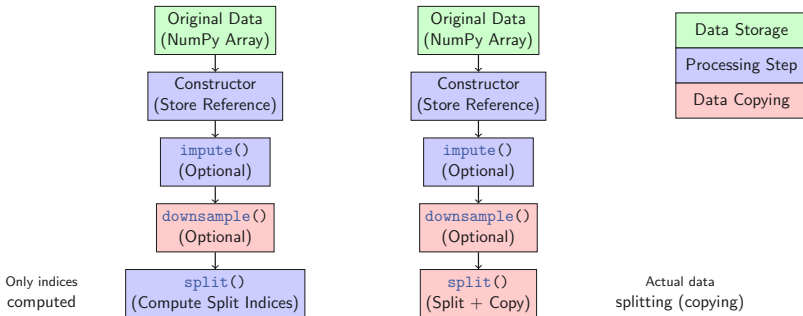 Original Data
(NumPy Array)
Constructor
(Store Reference)
impute()
(Optional)
downsample()
(Optional)
split()
(Compute Split Indices)
Only indices
computed
Original Data
(NumPy Array)
Constructor
(Store Reference)
impute()
(Optional)
downsample()
(Optional)
split()
(Split + Copy)
Actual data
splitting (copying)
Data Storage
Processing Step
Data Copying